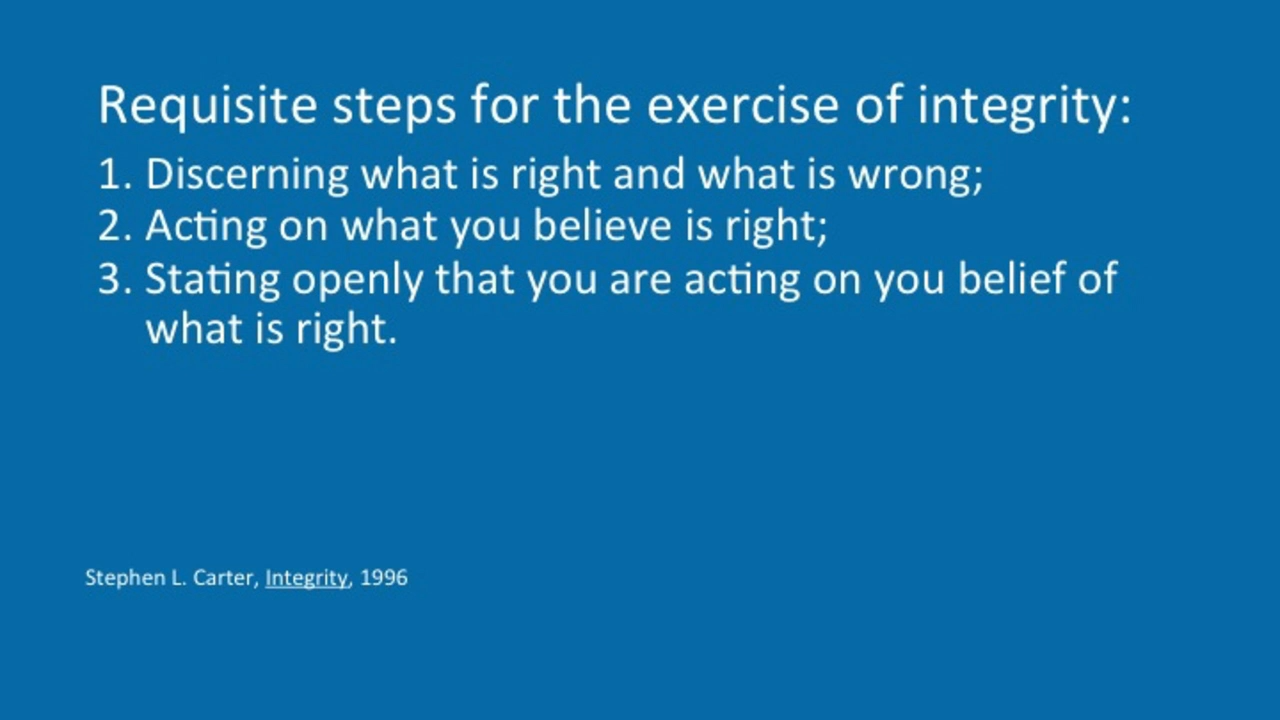 Requisite steps for the exercise of integrity:
1. Discerning what is right and what is wrong;
2. Acting on what you believe is right;
3. Stating openly that you are acting on you belief of
what is right.
Stephen L. Carter, Integrity, 1996